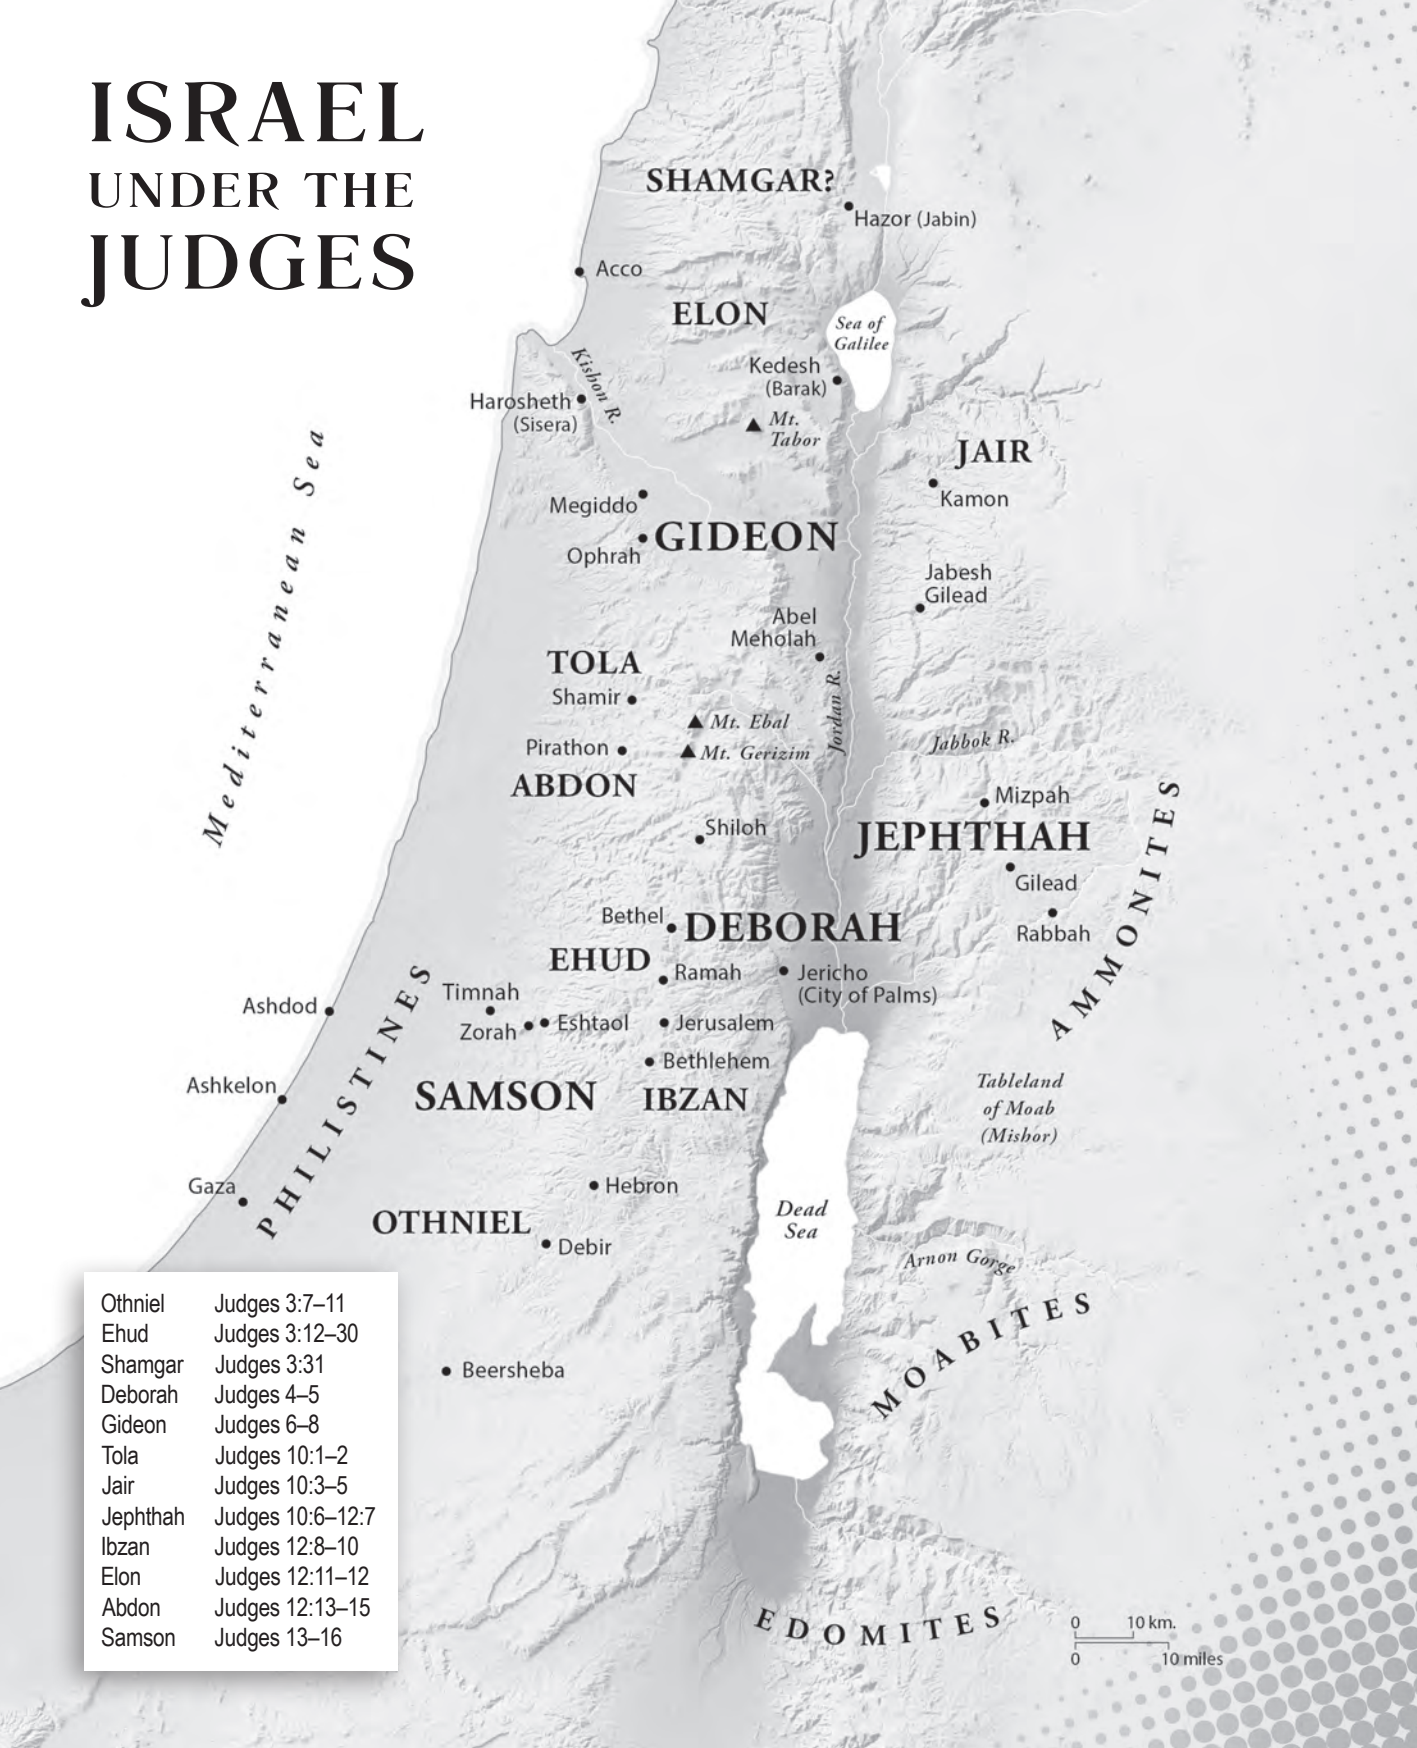 ISRAEL
UNDER THE
JUDGES
SHAMGAR?
Hazor (Jabin)
Acco
ELON
Sea of
Galilee
Kishon R.
Kedesh
(Barak)
Harosheth
(Sisera)
Mt.
Tabor
Mediterranean Sea
JAIR
Kamon
Megiddo
GIDEON
Ophrah
Jabesh
Gilead
Abel
Meholah
TOLA
Shamir
Jordan R.
Mt. Ebal
Jabbok R.
Pirathon
Mt. Gerizim
ABDON
Mizpah
AMMONITES
Shiloh
JEPHTHAH
Gilead
Bethel
DEBORAH
Rabbah
EHUD
Ramah
Jericho
(City of Palms)
PHILISTINES
Timnah
Ashdod
Zorah
Eshtaol
Jerusalem
Bethlehem
Ashkelon
SAMSON
IBZAN
Tableland
of Moab
(Mishor)
Gaza
Hebron
Dead
Sea
OTHNIEL
Debir
Arnon Gorge
MOABITES
Beersheba
Othniel Judges 3:7–11
Ehud Judges 3:12–30
Shamgar Judges 3:31
Deborah Judges 4–5
Gideon Judges 6–8
Tola Judges 10:1–2
Jair Judges 10:3–5
Jephthah Judges 10:6–12:7
Ibzan Judges 12:8–10
Elon Judges 12:11–12
Abdon Judges 12:13–15
Samson Judges 13–16
EDOMITES
0 10 km.
0 10 miles